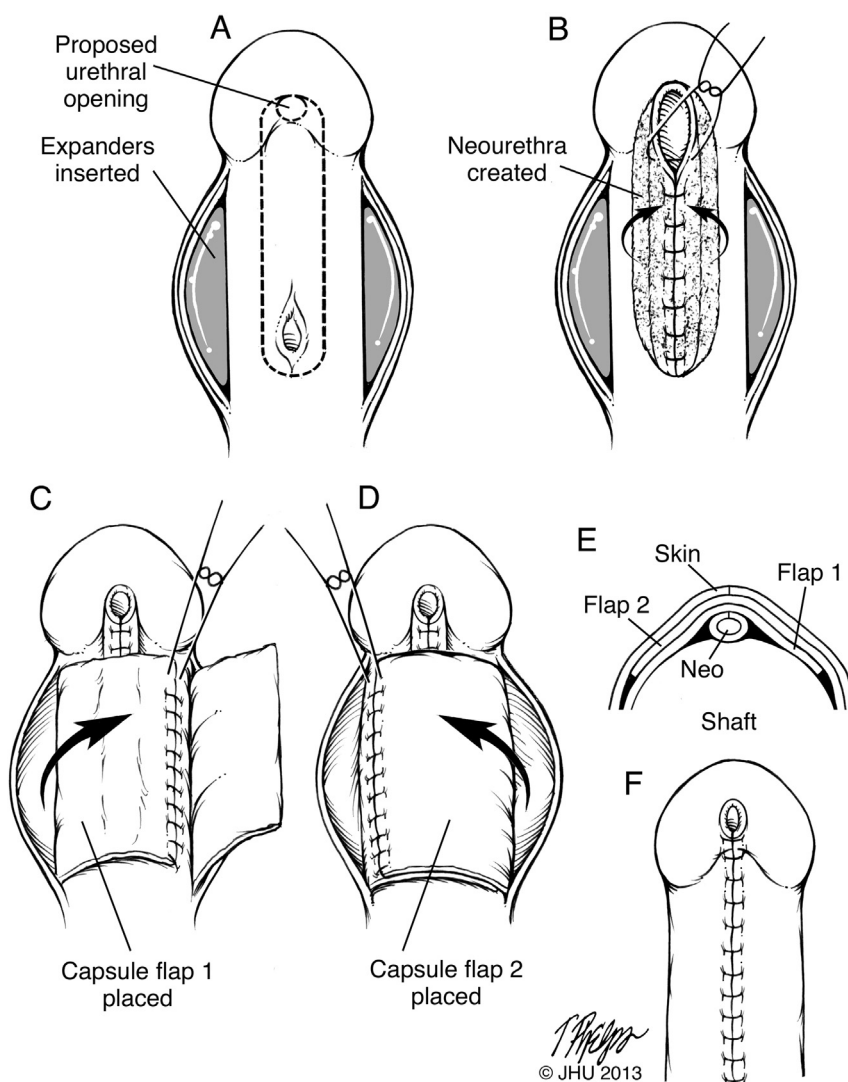 A
Proposed
urethral
opening
Expanders
inserted
B
Neourethra
created
C
D
Capsule flap 1
placed
Capsule flap 2
placed
E
Skin
Flap 1
Flap 2
Neo
Shaft
F
T Phelps
© JHU 2013